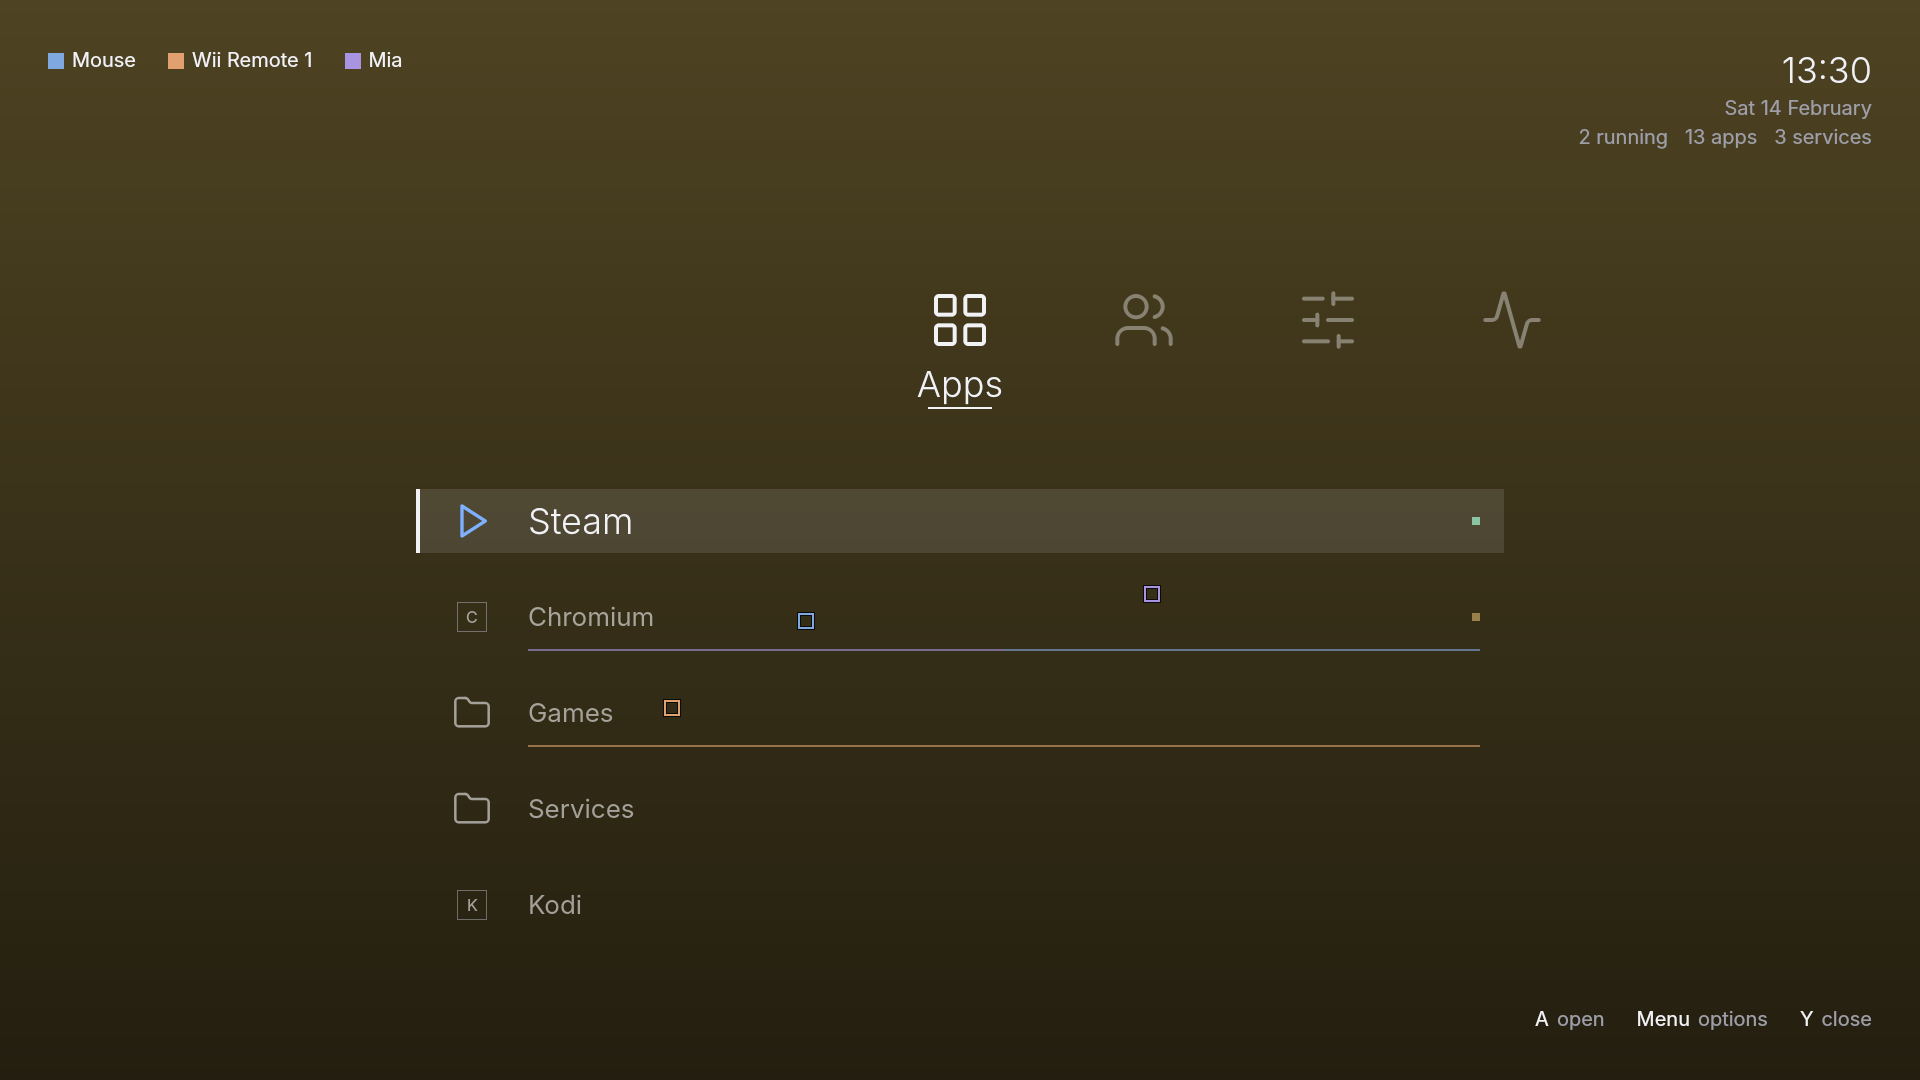 Mouse Wii Remote 1 Mia
13:30
Sat 14 February
2 running 13 apps 3 services
Apps
Steam
C Chromium
Games
Services
K Kodi
A open Menu options Y close